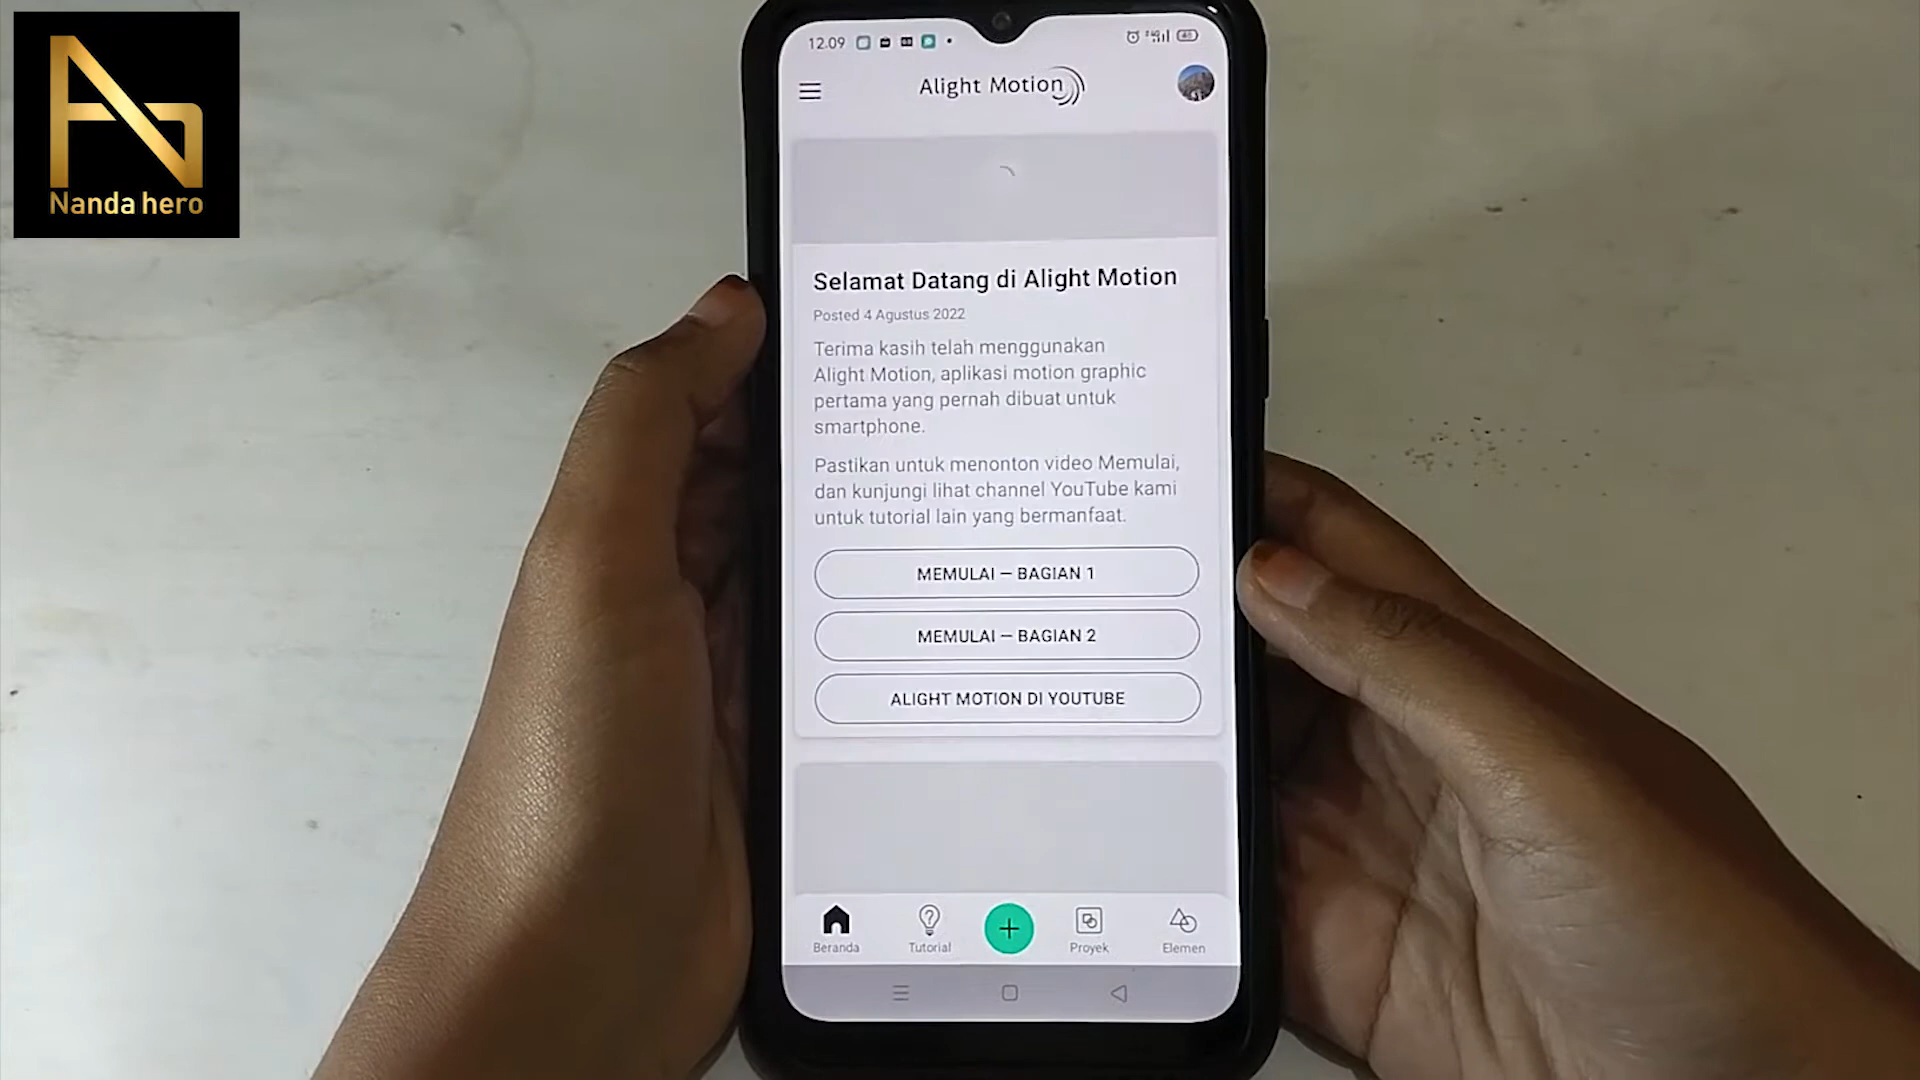 Nanda hero
12.09
Alight Motion
Selamat Datang di Alight Motion
Posted 4 Agustus 2022
Terima kasih telah menggunakan
Alight Motion, aplikasi motion graphic
pertama yang pernah dibuat untuk
smartphone.
Pastikan untuk menonton video Memulai,
dan kunjungi lihat channel YouTube kami
untuk tutorial lain yang bermanfaat.
MEMULAI – BAGIAN 1
MEMULAI – BAGIAN 2
ALIGHT MOTION DI YOUTUBE
Beranda
Tutorial
Proyek
Elemen